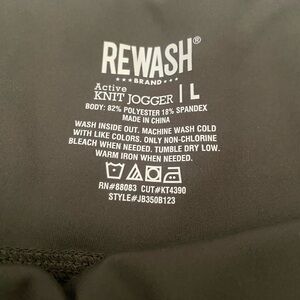 REWASH®
★★★BRAND★★★
Active
KNIT JOGGER | L
BODY: 82% POLYESTER 18% SPANDEX
MADE IN CHINA
WASH INSIDE OUT. MACHINE WASH COLD
WITH LIKE COLORS. ONLY NON-CHLORINE
BLEACH WHEN NEEDED. TUMBLE DRY LOW.
WARM IRON WHEN NEEDED.
RN#88083 CUT#KT4390
STYLE#JB350B123